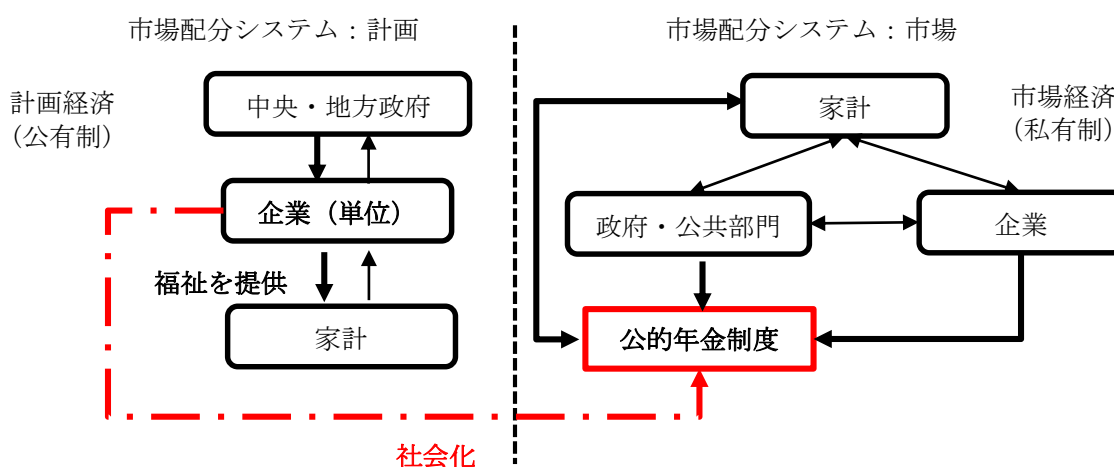 市場配分システム：計画
市場配分システム：市場
計画経済
（公有制）
中央・地方政府
企業（単位）
福祉を提供
家計
家計
市場経済
（私有制）
政府・公共部門
企業
公的年金制度
社会化